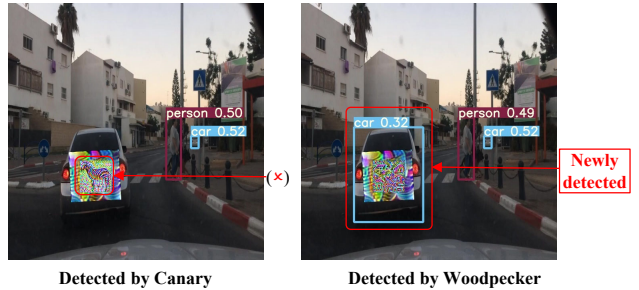 person 0.50
car 0.52
(×)
Detected by Canary
car 0.32
person 0.49
car 0.52
Newly
detected
Detected by Woodpecker